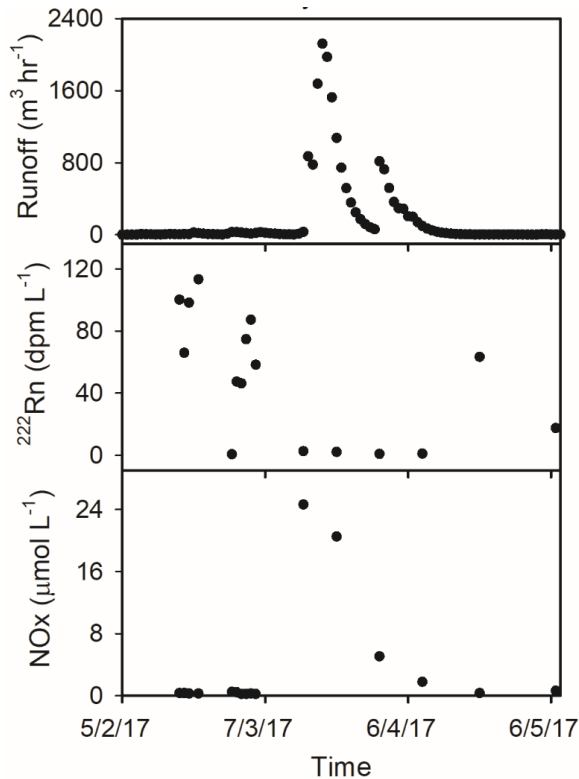 2400
1600
800
0
Runoff (m³ hr⁻¹)
120
80
40
0
²²²Rn (dpm L⁻¹)
24
16
8
0
NOx (μmol L⁻¹)
5/2/17 7/3/17 6/4/17 6/5/17
Time